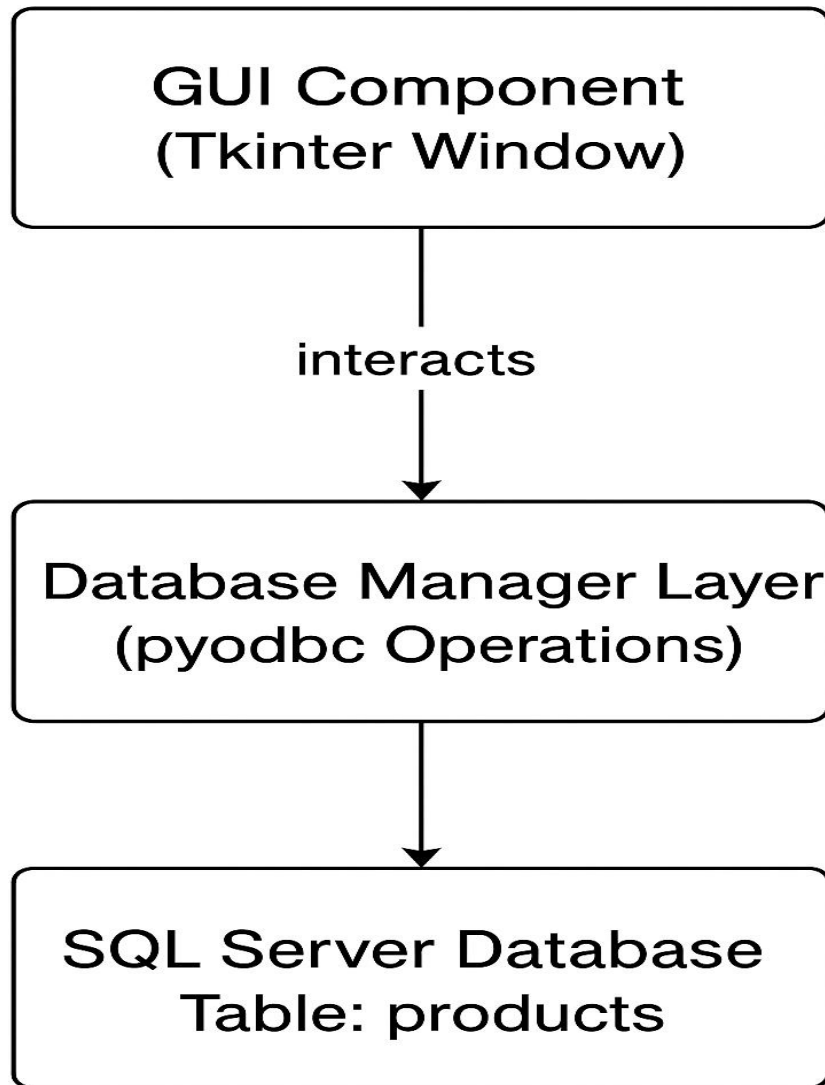 GUI Component
(Tkinter Window)
interacts
Database Manager Layer
(pyodbc Operations)
SQL Server Database
Table: products